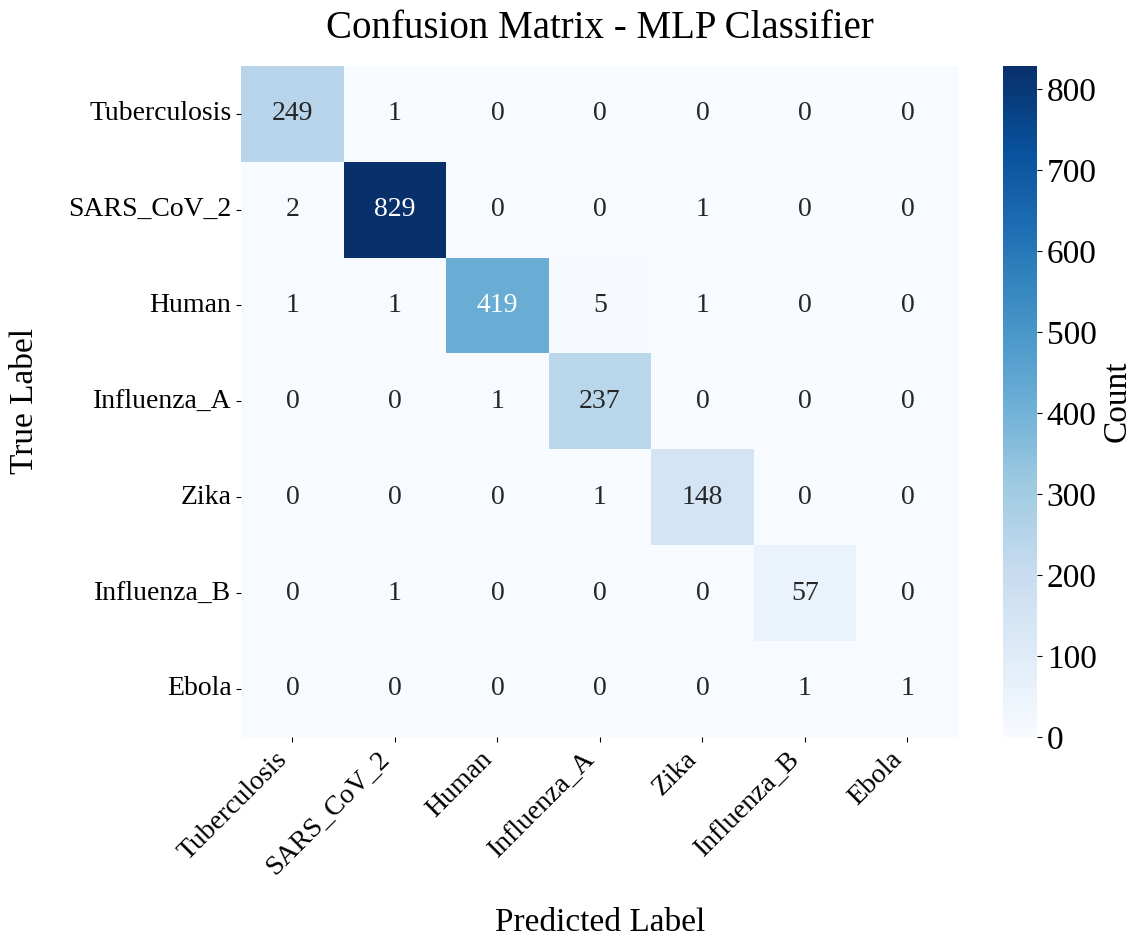 Confusion Matrix - MLP Classifier
Tuberculosis 249 1 0 0 0 0 0
SARS_CoV_2 2 829 0 0 1 0 0
Human 1 1 419 5 1 0 0
Influenza_A 0 0 1 237 0 0 0
Zika 0 0 0 1 148 0 0
Influenza_B 0 1 0 0 0 57 0
Ebola 0 0 0 0 0 1 1
True Label
Tuberculosis
SARS_CoV_2
Human
Influenza_A
Zika
Influenza_B
Ebola
Predicted Label
800
700
600
500
400
300
200
100
0
Count